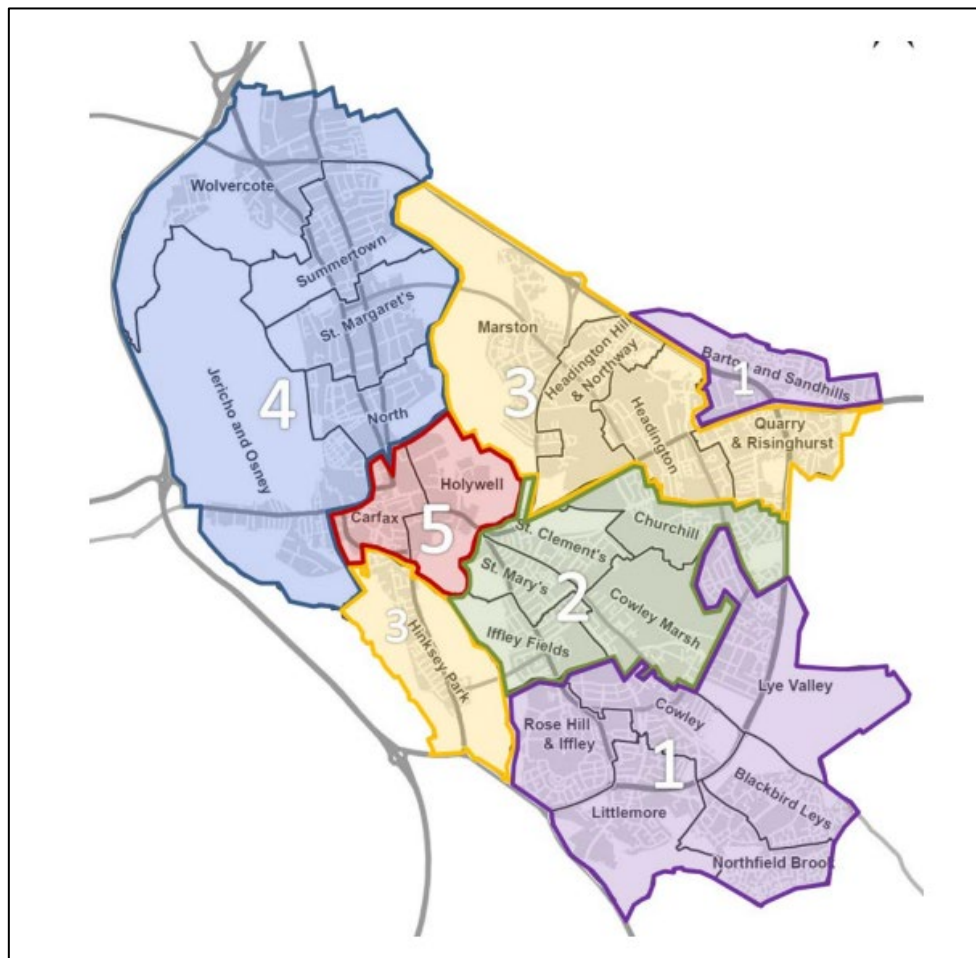 Wolvercote
Summertown
St. Margaret's
Marston
Headington Hill
& Northway
Barton and Sandhills
1
Jericho and Osney
4
3
North
Headington
Quarry
& Risinghurst
Holywell
Carfax
5
St. Clement's
Churchill
St. Mary's
2
Cowley Marsh
3
Hinksey Park
Iffley Fields
Lye Valley
Cowley
Rose Hill
& Iffley
1
Blackbird Leys
Littlemore
Northfield Brook